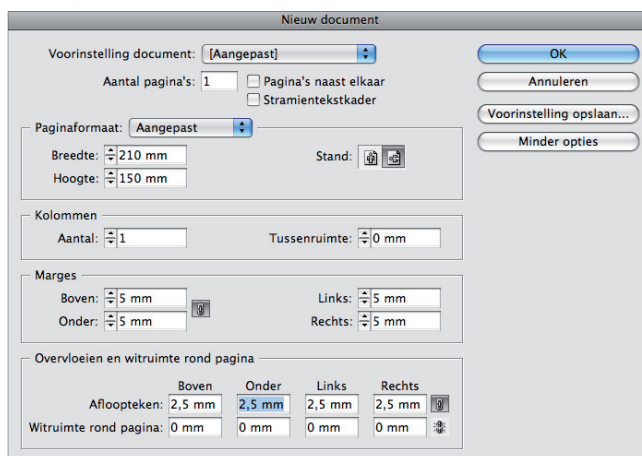 Nieuw document
Voorinstelling document: [Aangepast] OK
Aantal pagina's: 1 Pagina's naast elkaar Annuleren
Stramientekstkader
Voorinstelling opslaan...
Paginaformaat: Aangepast Minder opties
Breedte: 210 mm Stand:
Hoogte: 150 mm
Kolommen
Aantal: 1 Tussenruimte: 0 mm
Marges
Boven: 5 mm Links: 5 mm
Onder: 5 mm Rechts: 5 mm
Overvloeien en witruimte rond pagina
Boven Onder Links Rechts
Afloopteken: 2,5 mm 2,5 mm 2,5 mm 2,5 mm
Witruimte rond pagina: 0 mm 0 mm 0 mm 0 mm